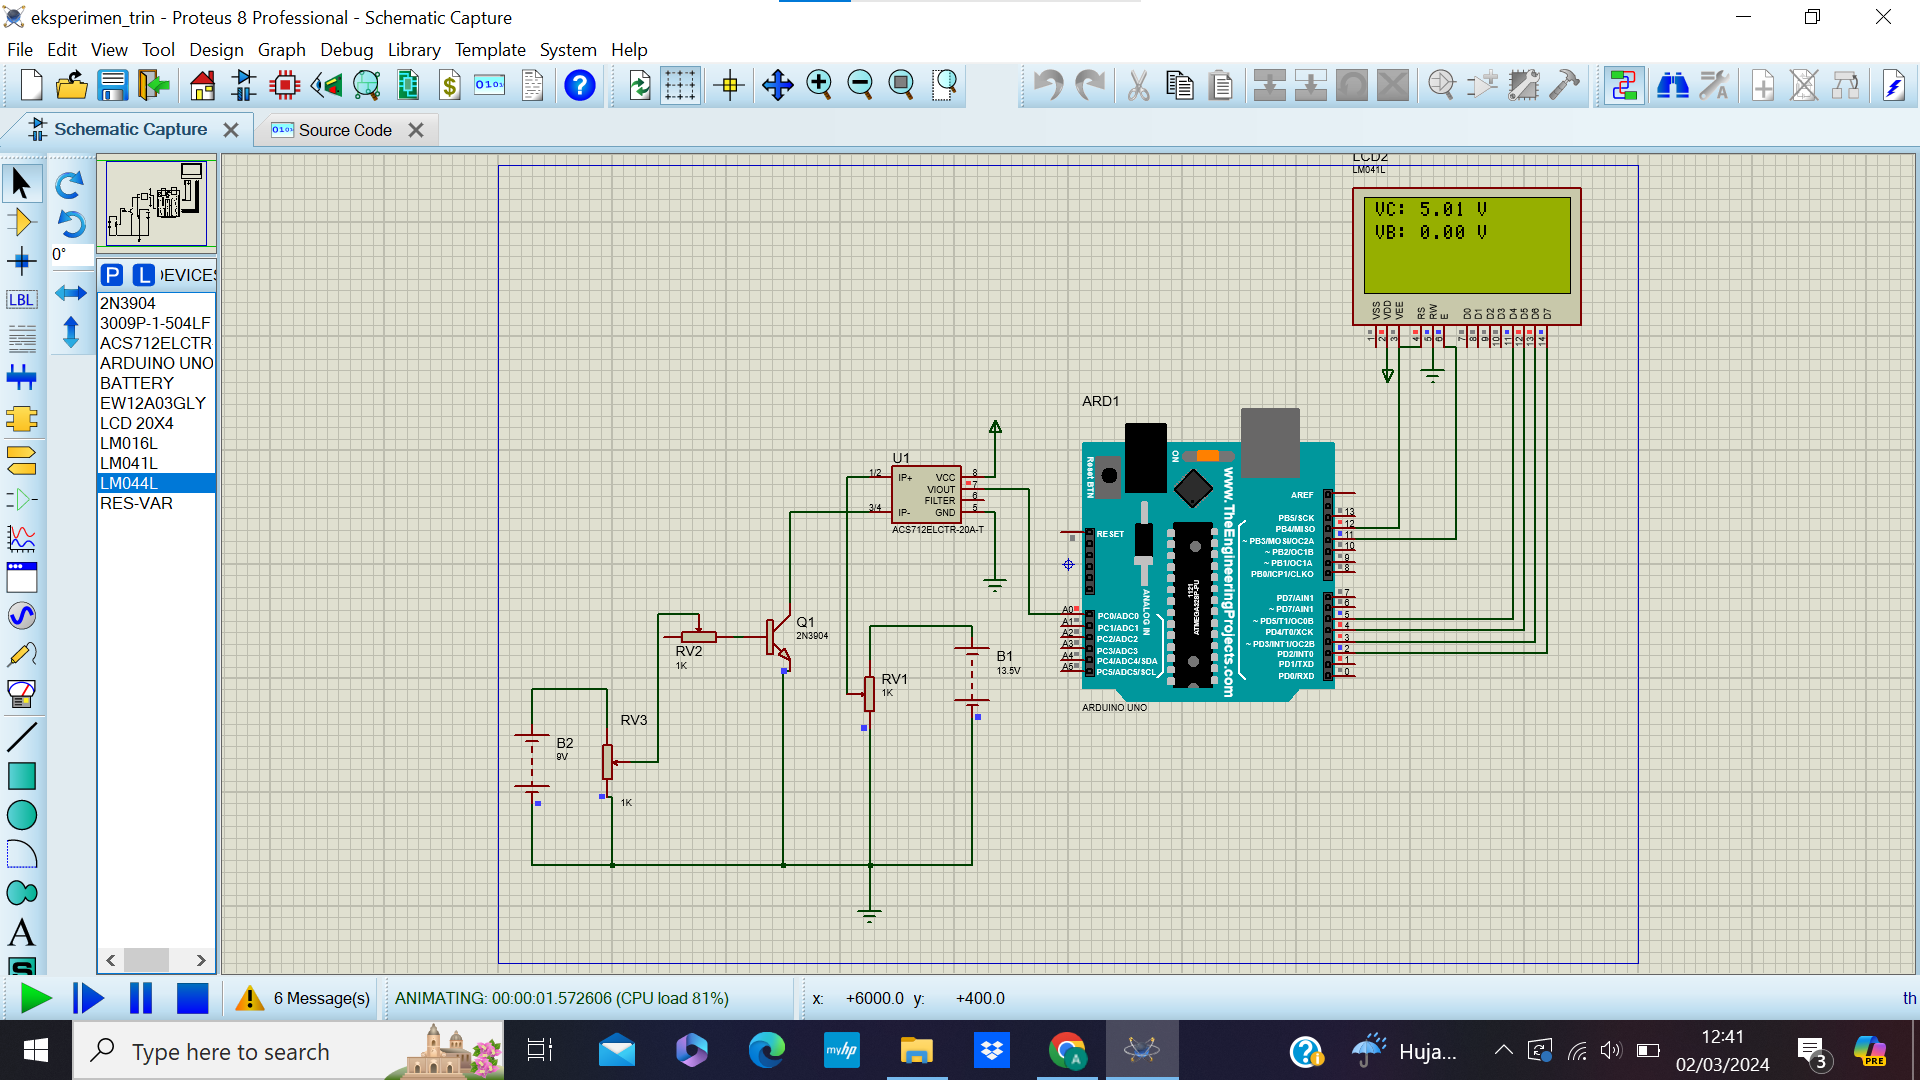 eksperimen_trin - Proteus 8 Professional - Schematic Capture
File Edit View Tool Design Graph Debug Library Template System Help
Schematic Capture
Source Code
0°
P L DEVICES
2N3904
3009P-1-504LF
ACS712ELCTR
ARDUINO UNO
BATTERY
EW12A03GLY
LCD 20X4
LM016L
LM041L
LM044L
RES-VAR
LBL
A
S
LCD2
LM041L
VC: 5.01 V
VB: 0.00 V
VSS VDD VEE RS RW E D0 D1 D2 D3 D4 D5 D6 D7
1 2 3 4 5 6 7 8 9 10 11 12 13 14
ARD1
Reset BTN
ON
www.TheEngineeringProjects.com
ANALOG IN
1121
ATMEGA328P-PU
RESET
AREF
PB5/SCK 13
PB4/MISO 12
~ PB3/MOSI/OC2A 11
~ PB2/OC1B 10
~ PB1/OC1A 9
PB0/ICP1/CLKO 8
A0 PC0/ADC0
A1 PC1/ADC1
A2 PC2/ADC2
A3 PC3/ADC3
A4 PC4/ADC4/SDA
A5 PC5/ADC5/SCL
PD7/AIN1 7
~ PD7/AIN1 6
~ PD5/T1/OC0B 5
PD4/T0/XCK 4
~ PD3/INT1/OC2B 3
PD2/INT0 2
PD1/TXD 1
PD0/RXD 0
ARDUINO UNO
U1
1/2 IP+ VCC 8
VIOUT 7
FILTER 6
3/4 IP- GND 5
ACS712ELCTR-20A-T
Q1
2N3904
RV2
1K
B1
13.5V
RV1
1K
RV3
1K
B2
9V
6 Message(s)
ANIMATING: 00:00:01.572606 (CPU load 81%)
x: +6000.0 y: +400.0
th
Type here to search
myhp
Huja...
12:41
02/03/2024
3
PRE